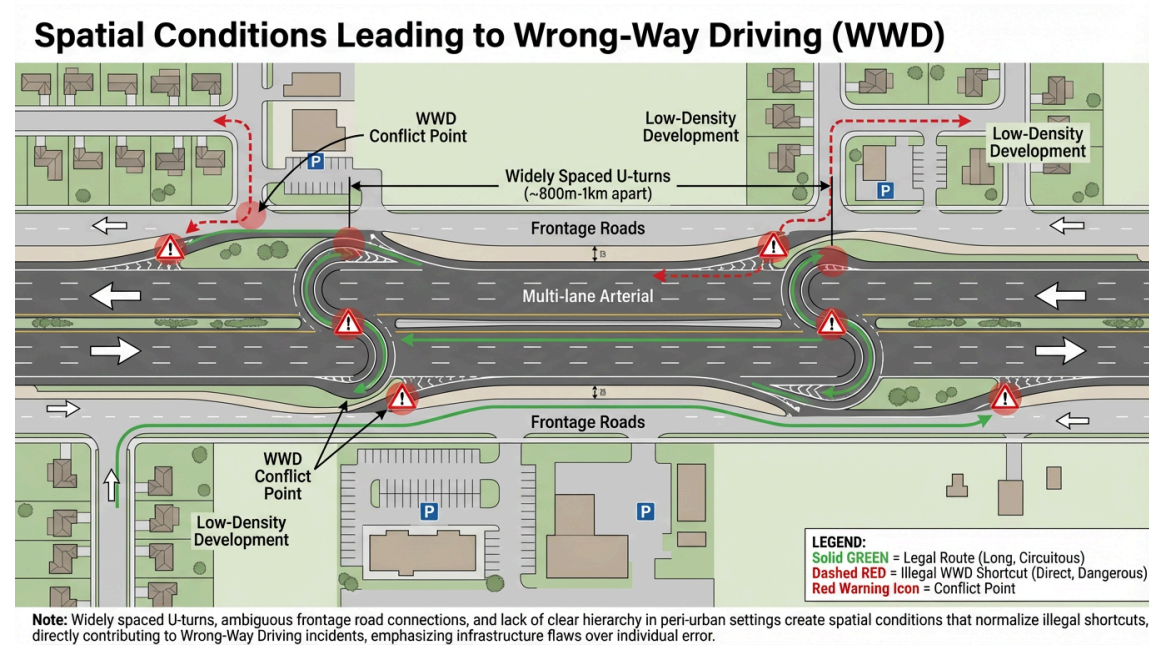 Spatial Conditions Leading to Wrong-Way Driving (WWD)
WWD
Conflict Point
Low-Density
Development
Low-Density
Development
P
Widely Spaced U-turns
(~800m-1km apart)
P
Frontage Roads
Multi-lane Arterial
Frontage Roads
WWD
Conflict
Point
Low-Density
Development
P
P
LEGEND:
Solid GREEN = Legal Route (Long, Circuitous)
Dashed RED = Illegal WWD Shortcut (Direct, Dangerous)
Red Warning Icon = Conflict Point
Note: Widely spaced U-turns, ambiguous frontage road connections, and lack of clear hierarchy in peri-urban settings create spatial conditions that normalize illegal shortcuts,
directly contributing to Wrong-Way Driving incidents, emphasizing infrastructure flaws over individual error.